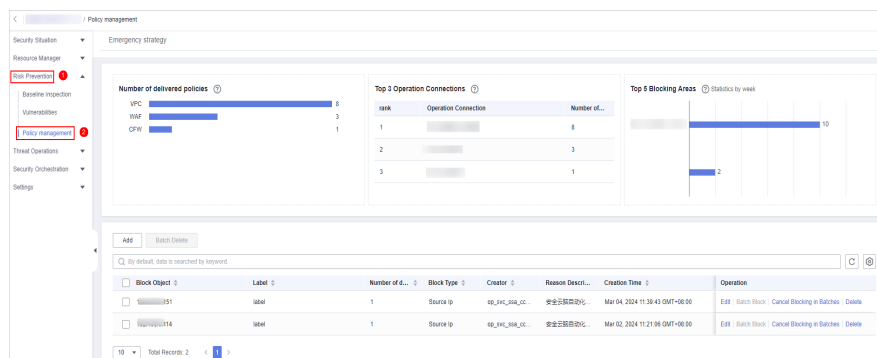 / Policy management
Security Situation
Resource Manager
Risk Prevention 1
Baseline Inspection
Vulnerabilities
Policy management 2
Threat Operations
Security Orchestration
Settings
Emergency strategy
Number of delivered policies
VPC 8
WAF 3
CFW 1
Top 3 Operation Connections
rank Operation Connection Number of...
1 8
2 3
3 1
Top 5 Blocking Areas Statistics by week
10
2
Add Batch Delete
By default, data is searched by keyword.
Block Object Label Number of d... Block Type Creator Reason Descri... Creation Time Operation
151 label 1 Source Ip op_svc_ssa_cc... 安全云脑自动化... Mar 04, 2024 11:39:43 GMT+08:00 Edit Batch Block Cancel Blocking in Batches Delete
114 label 1 Source Ip op_svc_ssa_cc... 安全云脑自动化... Mar 02, 2024 11:21:06 GMT+08:00 Edit Batch Block Cancel Blocking in Batches Delete
10 Total Records: 2 < 1 >